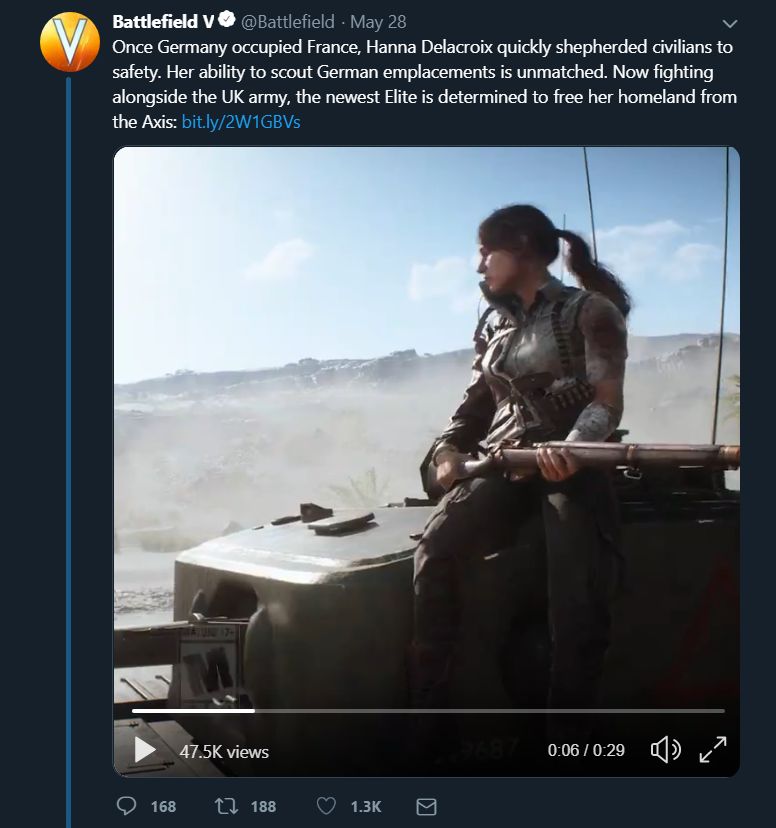 Battlefield V @Battlefield · May 28
Once Germany occupied France, Hanna Delacroix quickly shepherded civilians to
safety. Her ability to scout German emplacements is unmatched. Now fighting
alongside the UK army, the newest Elite is determined to free her homeland from
the Axis: bit.ly/2W1GBVs
M
47.5K views
0:06 / 0:29
168 188 1.3K